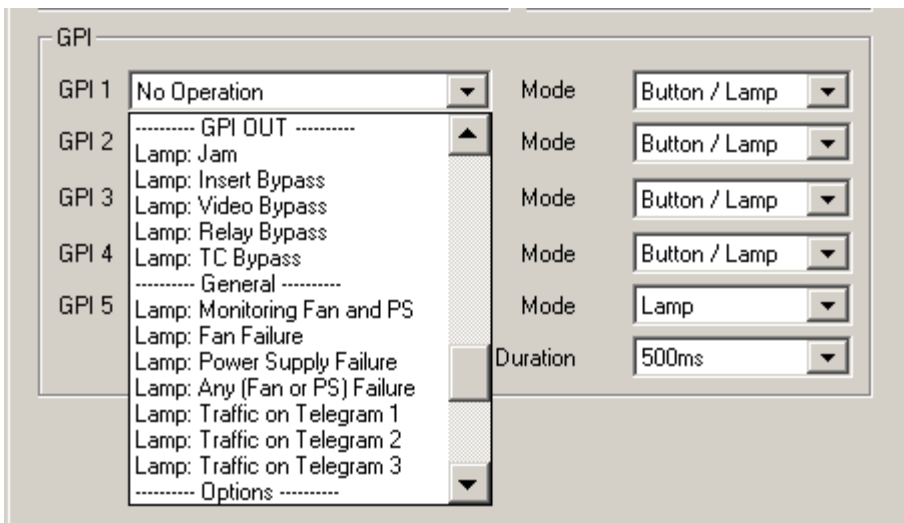 GPI
GPI 1 No Operation Mode Button / Lamp
---------- GPI OUT ----------
GPI 2 Mode Button / Lamp
Lamp: Jam
Lamp: Insert Bypass
Lamp: Video Bypass
GPI 3 Mode Button / Lamp
Lamp: Relay Bypass
Lamp: TC Bypass
GPI 4 Mode Button / Lamp
---------- General ----------
Lamp: Monitoring Fan and PS
GPI 5 Mode Lamp
Lamp: Fan Failure
Lamp: Power Supply Failure
Duration 500ms
Lamp: Any (Fan or PS) Failure
Lamp: Traffic on Telegram 1
Lamp: Traffic on Telegram 2
Lamp: Traffic on Telegram 3
---------- Options ----------